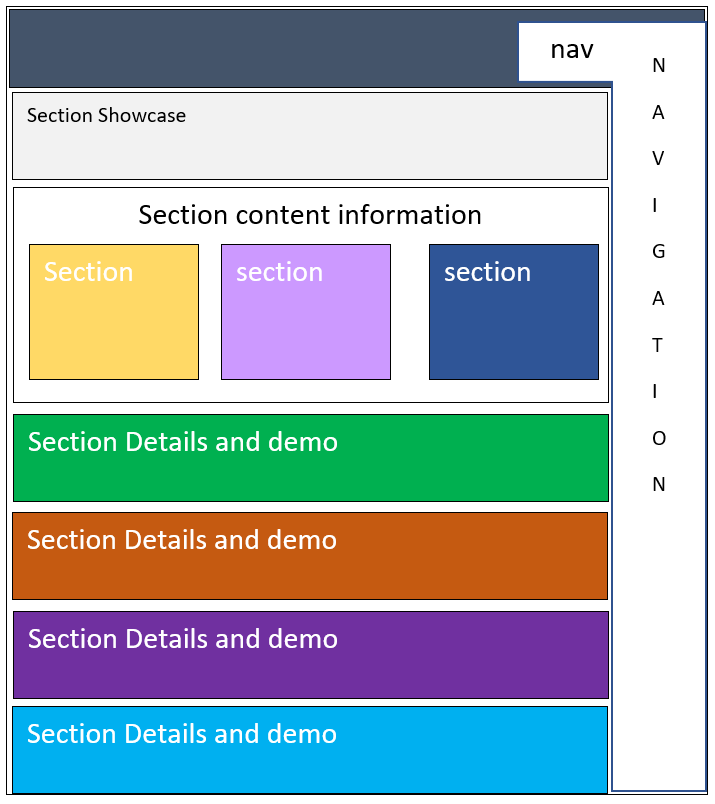 nav
Section Showcase
Section content information
Section
section
section
Section Details and demo
Section Details and demo
Section Details and demo
Section Details and demo
N
A
V
I
G
A
T
I
O
N